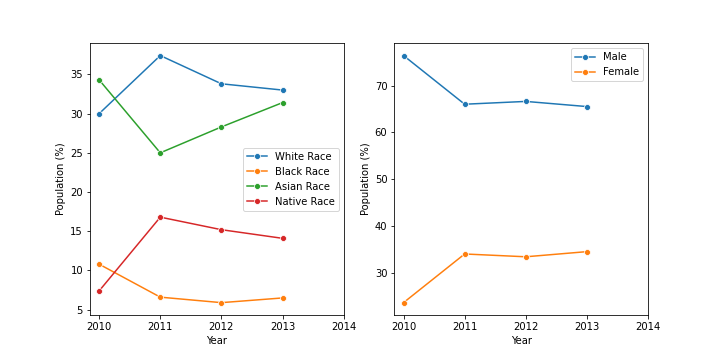 35
30
25
20
15
10
5
Population (%)
2010 2011 2012 2013 2014
Year
White Race
Black Race
Asian Race
Native Race
70
60
50
40
30
Population (%)
2010 2011 2012 2013 2014
Year
Male
Female